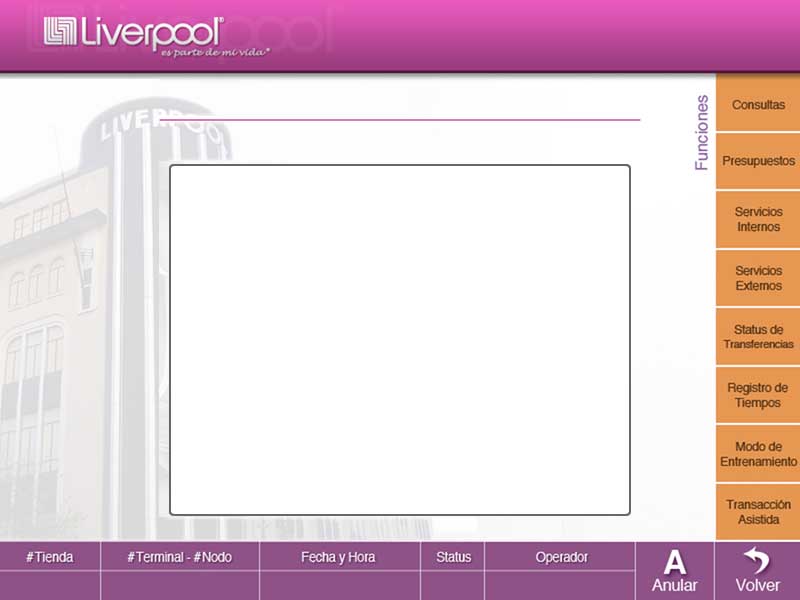 Liverpool®
es parte de mi vida®
LIVERPOO
Funciones
Consultas
Presupuestos
Servicios
Internos
Servicios
Externos
Status de
Transferencias
Registro de
Tiempos
Modo de
Entrenamiento
Transacción
Asistida
#Tienda
#Terminal - #Nodo
Fecha y Hora
Status
Operador
A
Anular
Volver